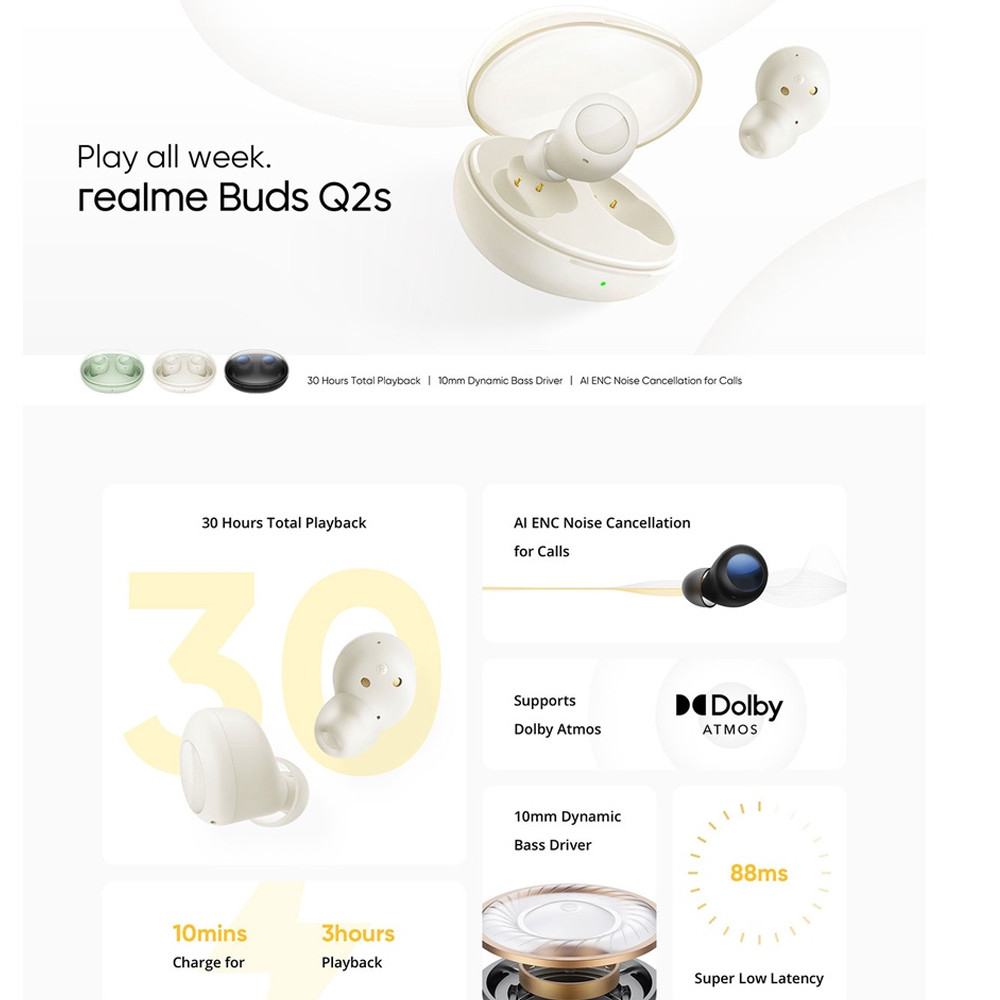 Play all week.
realme Buds Q2s
30 Hours Total Playback | 10mm Dynamic Bass Driver | AI ENC Noise Cancellation for Calls
30 Hours Total Playback
30
AI ENC Noise Cancellation
for Calls
Supports
Dolby Atmos
Dolby
ATMOS
10mm Dynamic
Bass Driver
88ms
Super Low Latency
10mins
Charge for
3hours
Playback